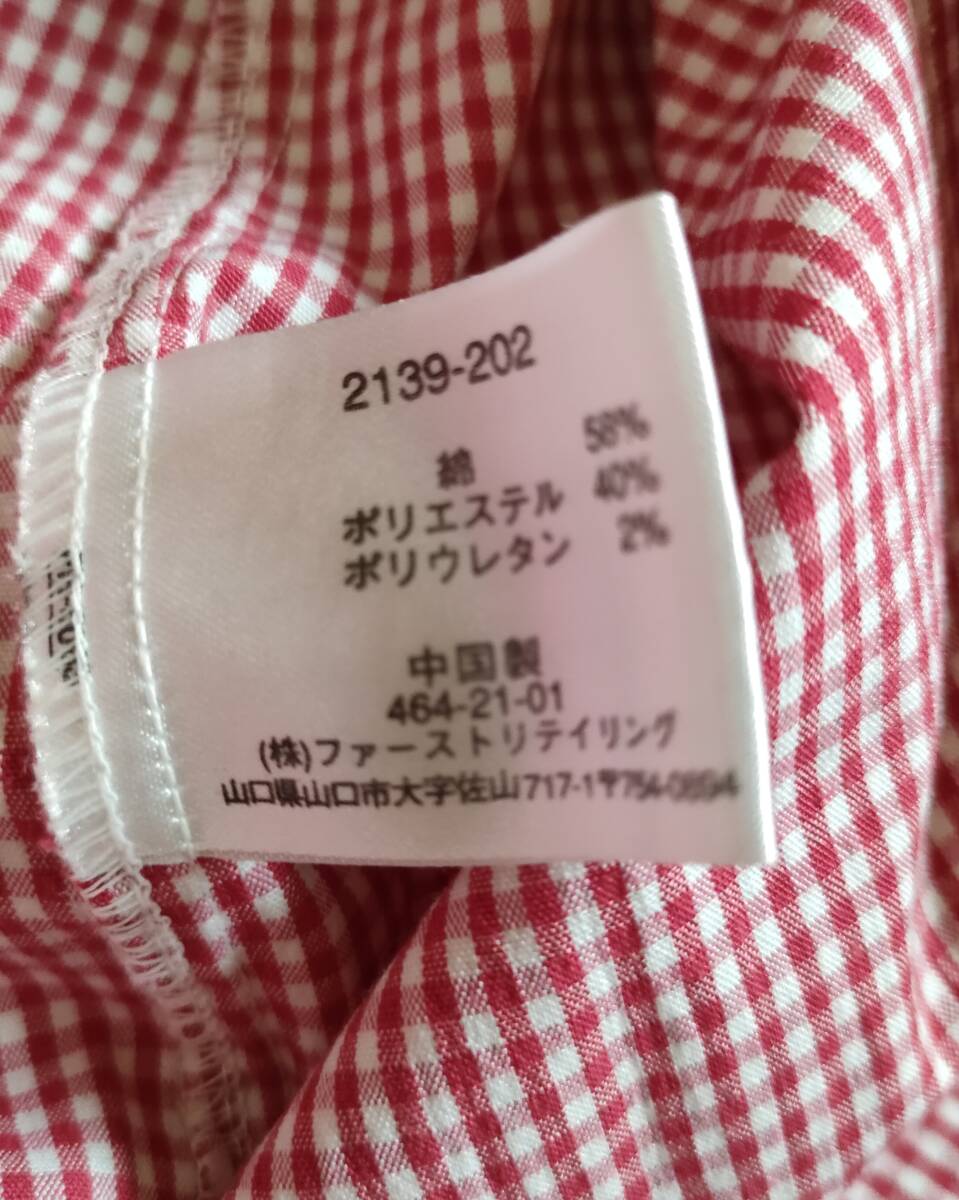 2139-202
綿 58%
ポリエステル 40%
ポリウレタン 2%
中国製
464-21-01
(株)ファーストリテイリング
山口県山口市大字佐山717-1〒754-0894